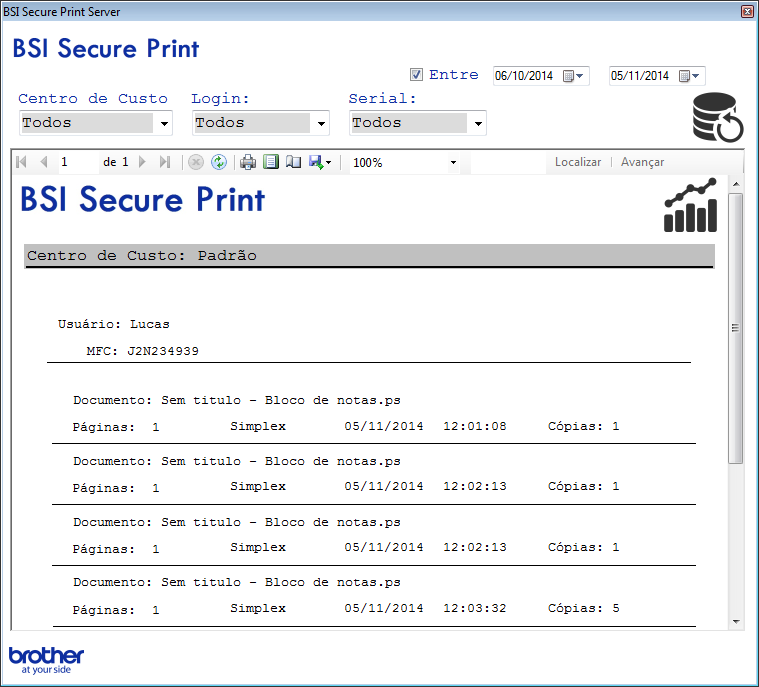 BSI Secure Print Server
BSI Secure Print
Entre 06/10/2014 05/11/2014
Centro de Custo Login: Serial:
Todos Todos Todos
1 de 1 100% Localizar | Avançar
BSI Secure Print
Centro de Custo: Padrão
Usuário: Lucas
MFC: J2N234939
Documento: Sem titulo - Bloco de notas.ps
Páginas: 1 Simplex 05/11/2014 12:01:08 Cópias: 1
Documento: Sem titulo - Bloco de notas.ps
Páginas: 1 Simplex 05/11/2014 12:02:13 Cópias: 1
Documento: Sem titulo - Bloco de notas.ps
Páginas: 1 Simplex 05/11/2014 12:02:13 Cópias: 1
Documento: Sem titulo - Bloco de notas.ps
Páginas: 1 Simplex 05/11/2014 12:03:32 Cópias: 5
brother
at your side